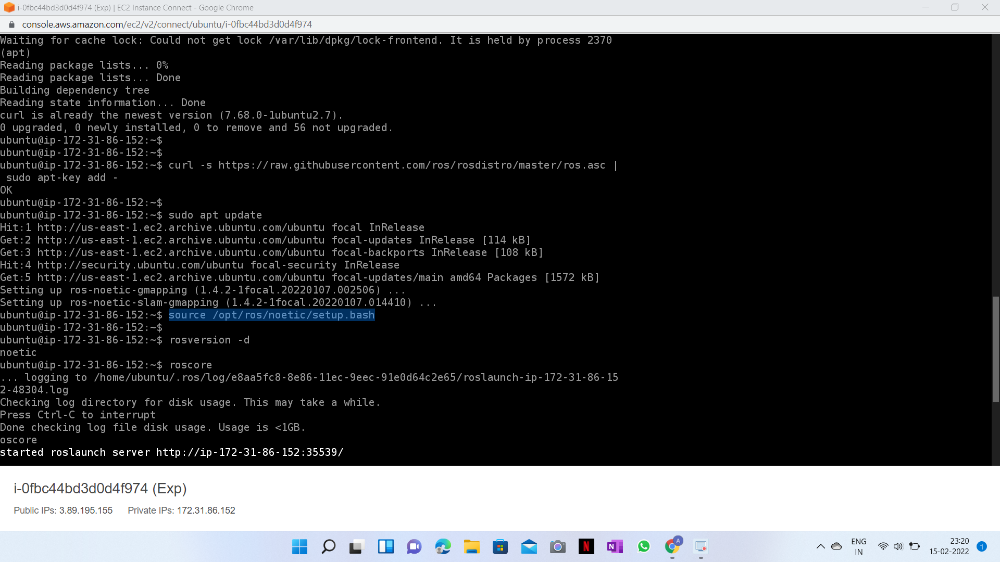 i-0fbc44bd3d0d4f974 (Exp) | EC2 Instance Connect - Google Chrome
console.aws.amazon.com/ec2/v2/connect/ubuntu/i-0fbc44bd3d0d4f974
Waiting for cache lock: Could not get lock /var/lib/dpkg/lock-frontend. It is held by process 2370
(apt)
Reading package lists... 0%
Reading package lists... Done
Building dependency tree
Reading state information... Done
curl is already the newest version (7.68.0-1ubuntu2.7).
0 upgraded, 0 newly installed, 0 to remove and 56 not upgraded.
ubuntu@ip-172-31-86-152:~$
ubuntu@ip-172-31-86-152:~$
ubuntu@ip-172-31-86-152:~$ curl -s https://raw.githubusercontent.com/ros/rosdistro/master/ros.asc |
 sudo apt-key add -
OK
ubuntu@ip-172-31-86-152:~$
ubuntu@ip-172-31-86-152:~$ sudo apt update
Hit:1 http://us-east-1.ec2.archive.ubuntu.com/ubuntu focal InRelease
Get:2 http://us-east-1.ec2.archive.ubuntu.com/ubuntu focal-updates InRelease [114 kB]
Get:3 http://us-east-1.ec2.archive.ubuntu.com/ubuntu focal-backports InRelease [108 kB]
Hit:4 http://security.ubuntu.com/ubuntu focal-security InRelease
Get:5 http://us-east-1.ec2.archive.ubuntu.com/ubuntu focal-updates/main amd64 Packages [1572 kB]
Setting up ros-noetic-gmapping (1.4.2-1focal.20220107.002506) ...
Setting up ros-noetic-slam-gmapping (1.4.2-1focal.20220107.014410) ...
ubuntu@ip-172-31-86-152:~$ source /opt/ros/noetic/setup.bash
ubuntu@ip-172-31-86-152:~$
ubuntu@ip-172-31-86-152:~$ rosversion -d
noetic
ubuntu@ip-172-31-86-152:~$ roscore
... logging to /home/ubuntu/.ros/log/e8aa5fc8-8e86-11ec-9eec-91e0d64c2e65/roslaunch-ip-172-31-86-15
2-48304.log
Checking log directory for disk usage. This may take a while.
Press Ctrl-C to interrupt
Done checking log file disk usage. Usage is <1GB.
oscore
started roslaunch server http://ip-172-31-86-152:35539/
i-0fbc44bd3d0d4f974 (Exp)
Public IPs: 3.89.195.155 Private IPs: 172.31.86.152
N
N
A
ENG
IN
23:20
15-02-2022
1